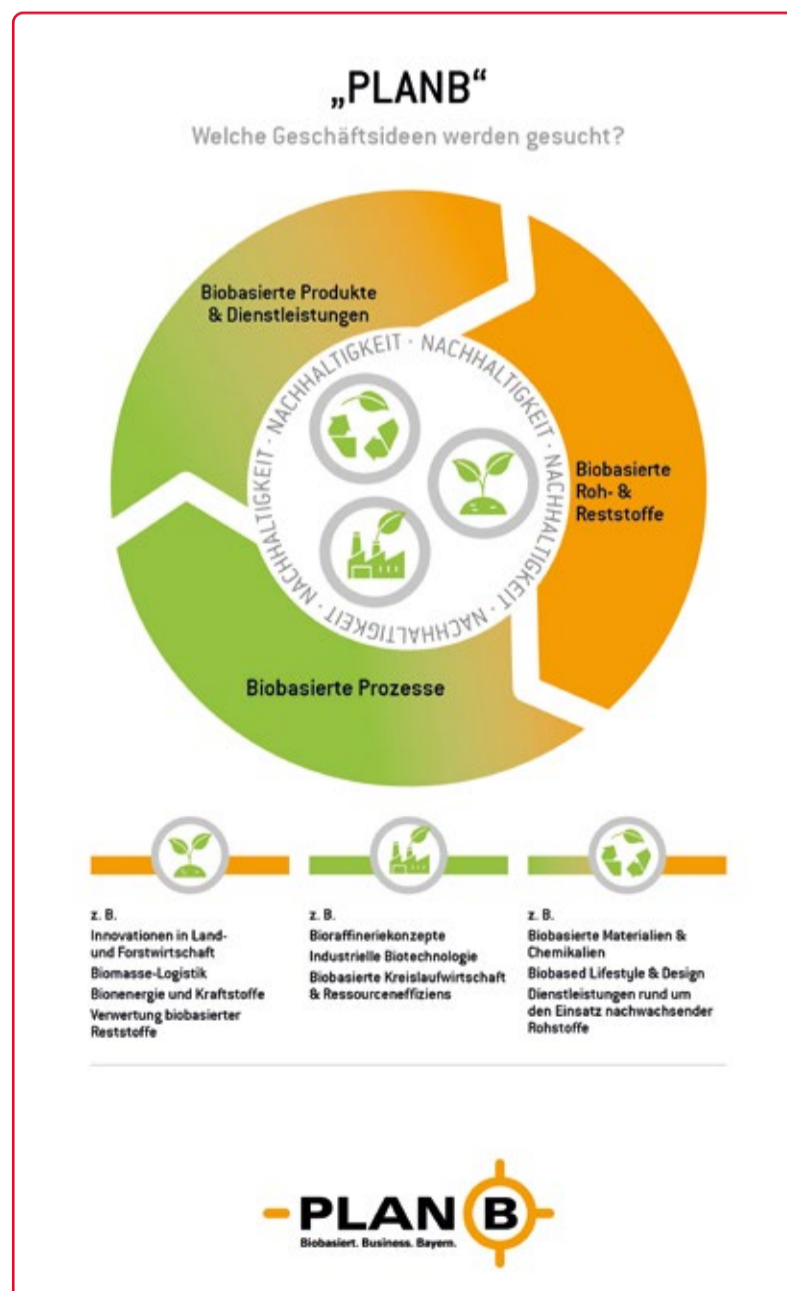 „PLANB“
Welche Geschäftsideen werden gesucht?
Biobasierte Produkte
& Dienstleistungen
NACHHALTIGKEIT · NACHHALTIGKEIT · NACHHALTIGKEIT · NACHHALTIGKEIT · NACHHALTIGKEIT ·
Biobasierte
Roh- &
Reststoffe
Biobasierte Prozesse
z. B.
Innovationen in Land-
und Forstwirtschaft
Biomasse-Logistik
Bionenergie und Kraftstoffe
Verwertung biobasierter
Reststoffe
z. B.
Bioraffineriekonzepte
Industrielle Biotechnologie
Biobasierte Kreislaufwirtschaft
& Ressourceneffiziens
z. B.
Biobasierte Materialien &
Chemikalien
Biobased Lifestyle & Design
Dienstleistungen rund um
den Einsatz nachwachsender
Rohstoffe
PLAN B
Biobasiert. Business. Bayern.